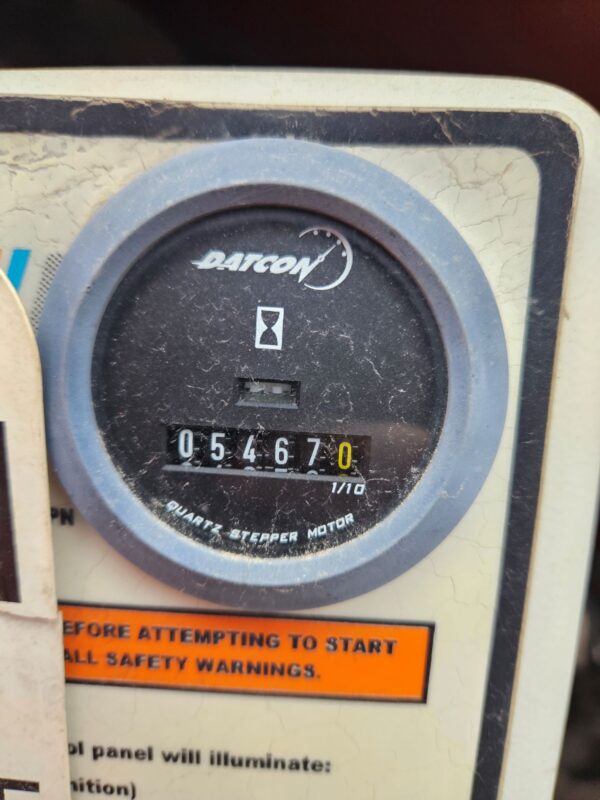 DATCON
054670
1/10
QUARTZ STEPPER MOTOR
PN
EFORE ATTEMPTING TO START
ALL SAFETY WARNINGS.
ol panel will illuminate:
nition)